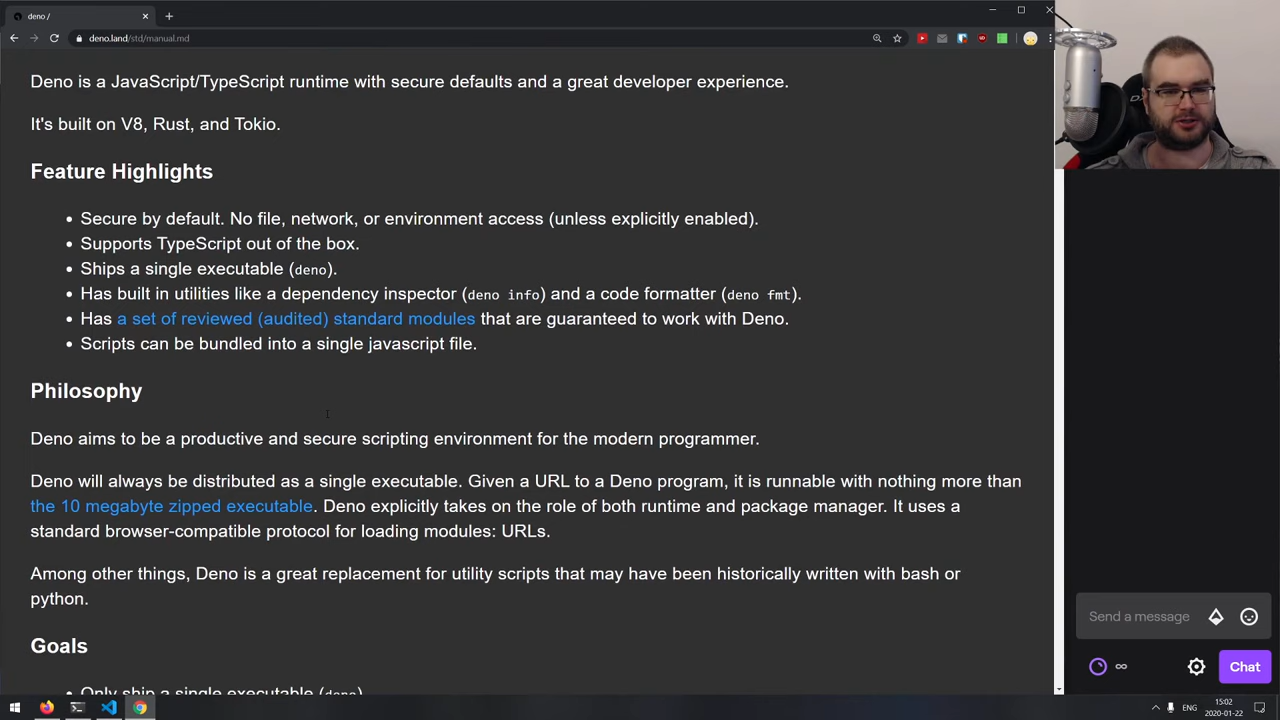 deno /
deno.land/std/manual.md
Deno is a JavaScript/TypeScript runtime with secure defaults and a great developer experience.
It's built on V8, Rust, and Tokio.
Feature Highlights
• Secure by default. No file, network, or environment access (unless explicitly enabled).
• Supports TypeScript out of the box.
• Ships a single executable (deno).
• Has built in utilities like a dependency inspector (deno info) and a code formatter (deno fmt).
• Has a set of reviewed (audited) standard modules that are guaranteed to work with Deno.
• Scripts can be bundled into a single javascript file.
Philosophy
Deno aims to be a productive and secure scripting environment for the modern programmer.
Deno will always be distributed as a single executable. Given a URL to a Deno program, it is runnable with nothing more than
the 10 megabyte zipped executable. Deno explicitly takes on the role of both runtime and package manager. It uses a
standard browser-compatible protocol for loading modules: URLs.
Among other things, Deno is a great replacement for utility scripts that may have been historically written with bash or
python.
Goals
• Only ship a single executable (deno)
Send a message
∞
Chat
ENG
15:02
2020-01-22